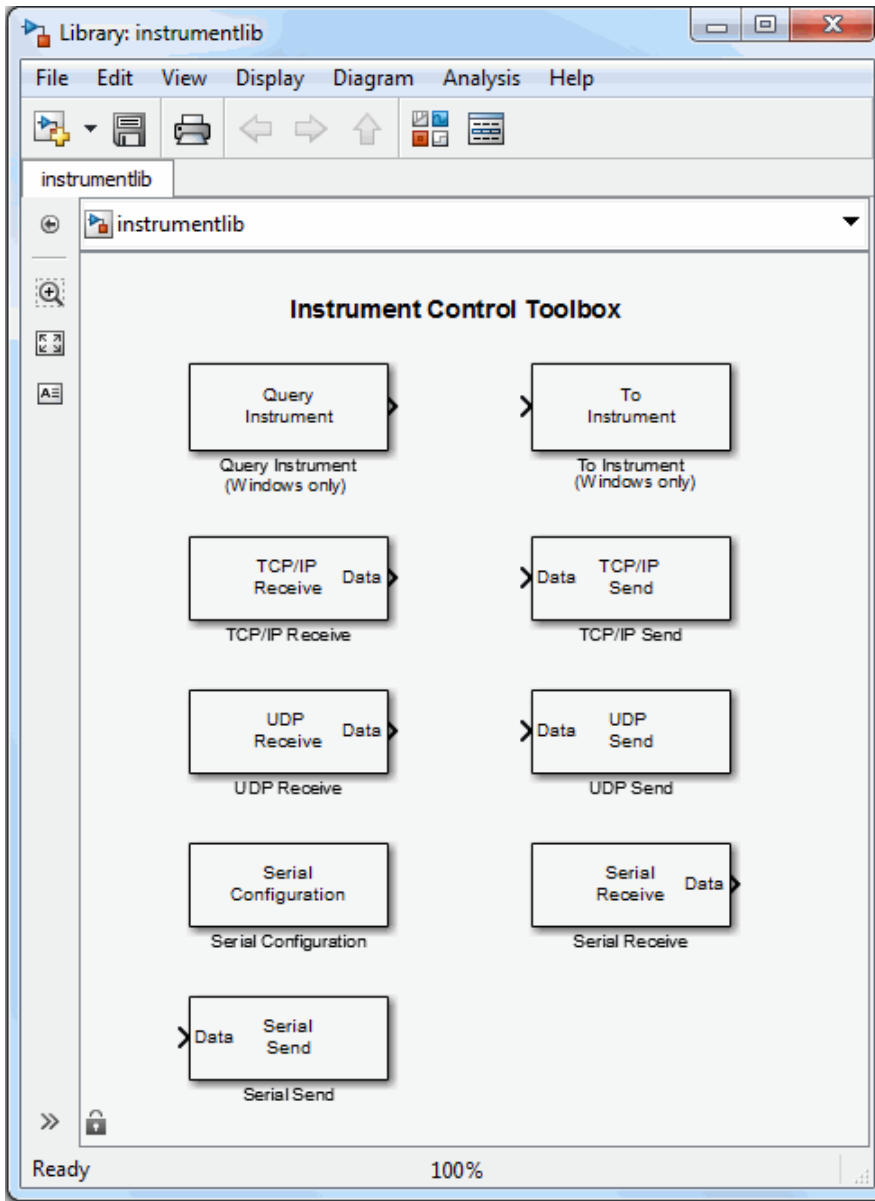 Library: instrumentlib
File Edit View Display Diagram Analysis Help
instrumentlib
instrumentlib
Instrument Control Toolbox
Query
Instrument
Query Instrument
(Windows only)
To
Instrument
To Instrument
(Windows only)
TCP/IP
Receive
Data
TCP/IP Receive
Data
TCP/IP
Send
TCP/IP Send
UDP
Receive
Data
UDP Receive
Data
UDP
Send
UDP Send
Serial
Configuration
Serial Configuration
Serial
Receive
Data
Serial Receive
Data
Serial
Send
Serial Send
Ready 100%